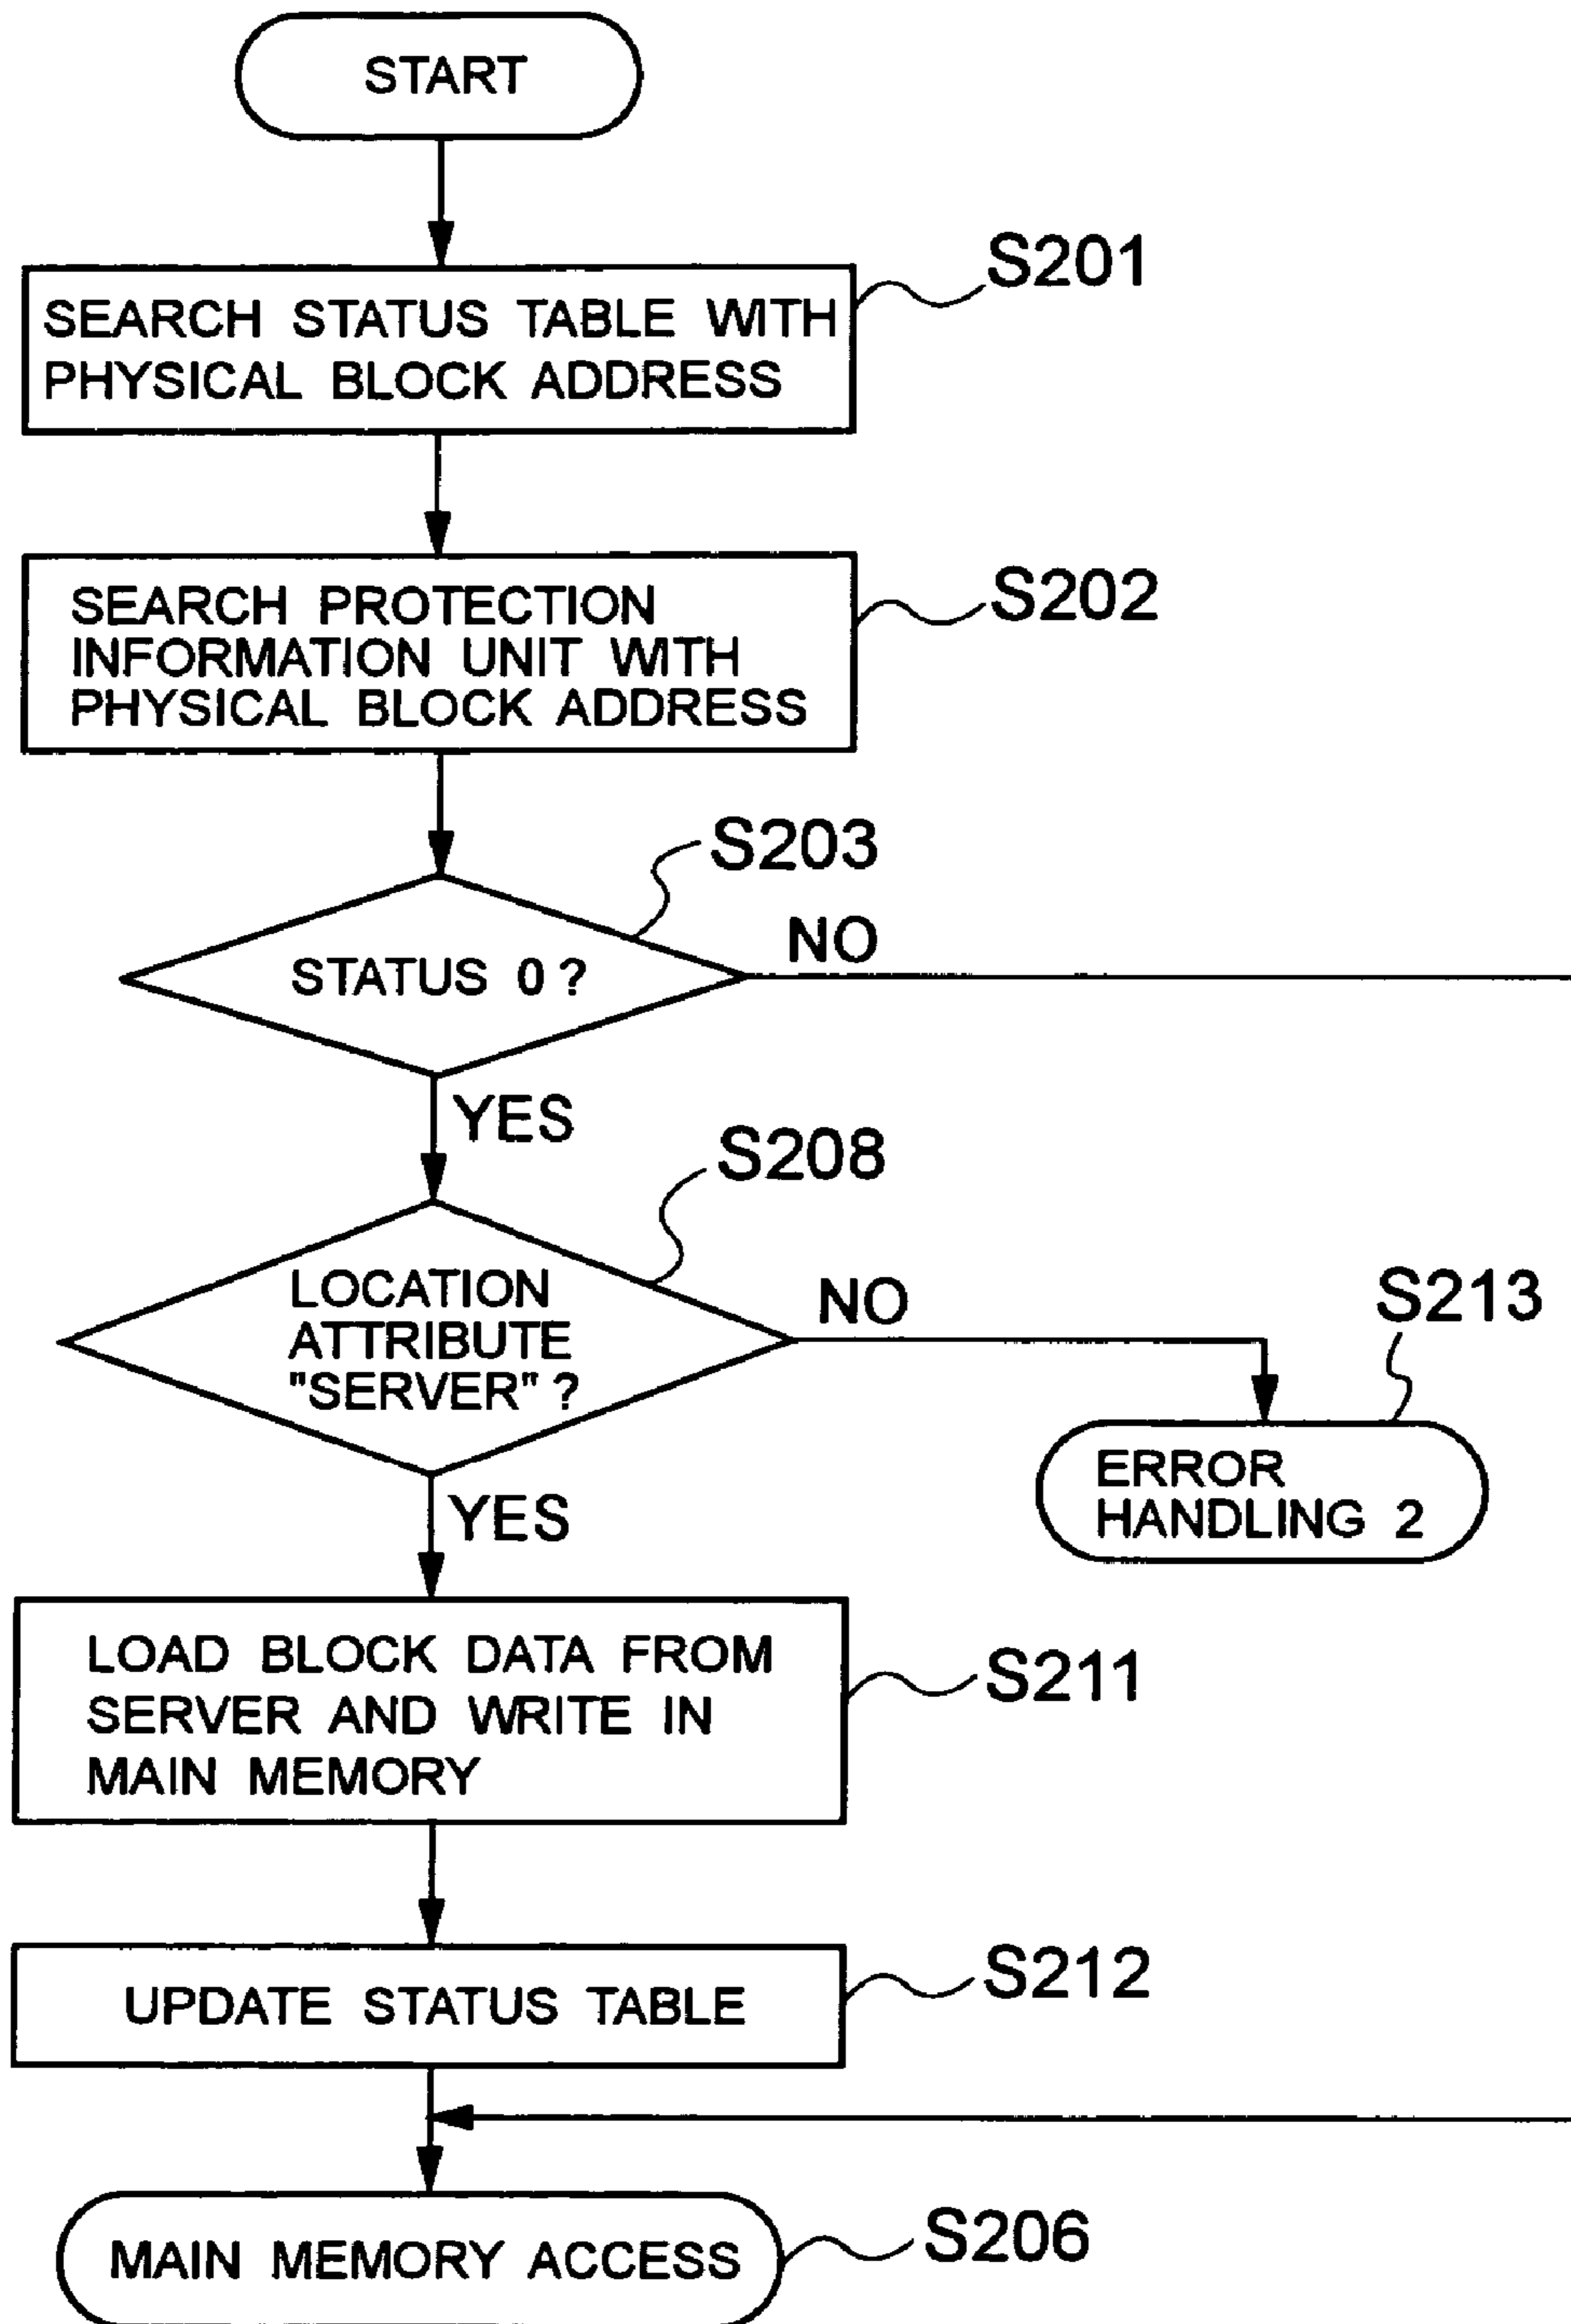 START
S201
SEARCH STATUS TABLE WITH
PHYSICAL BLOCK ADDRESS
S202
SEARCH PROTECTION
INFORMATION UNIT WITH
PHYSICAL BLOCK ADDRESS
S203
NO
STATUS 0 ?
YES
S208
LOCATION
ATTRIBUTE
"SERVER" ?
NO
S213
ERROR
HANDLING 2
YES
LOAD BLOCK DATA FROM
SERVER AND WRITE IN
MAIN MEMORY
S211
UPDATE STATUS TABLE
S212
MAIN MEMORY ACCESS
S206